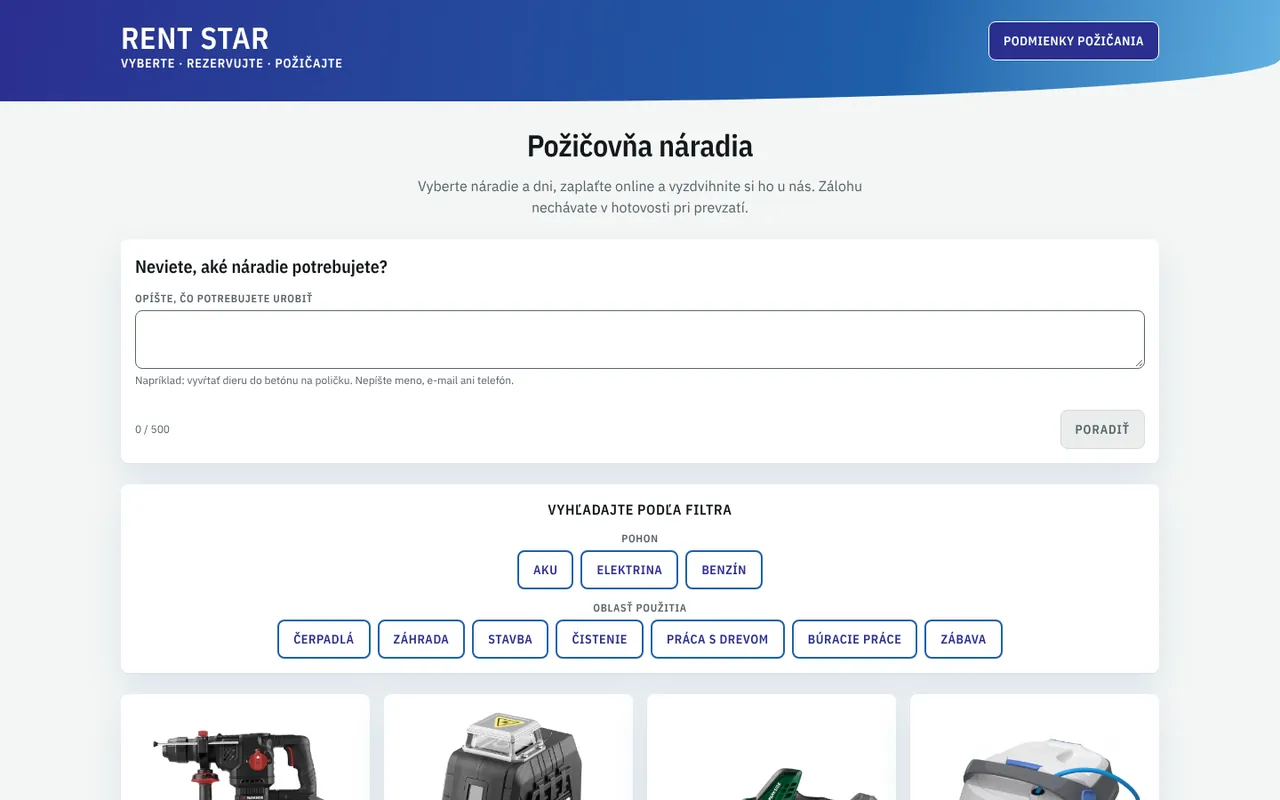 RENT STAR
VYBERTE · REZERVUJTE · POŽIČAJTE
PODMIENKY POŽIČANIA
Požičovňa náradia
Vyberte náradie a dni, zaplaťte online a vyzdvihnite si ho u nás. Zálohu
nechávate v hotovosti pri prevzatí.
Neviete, aké náradie potrebujete?
OPÍŠTE, ČO POTREBUJETE UROBIŤ
Napríklad: vyvŕtať dieru do betónu na poličku. Nepíšte meno, e-mail ani telefón.
0 / 500
PORADIŤ
VYHĽADAJTE PODĽA FILTRA
POHON
AKU
ELEKTRINA
BENZÍN
OBLASŤ POUŽITIA
ČERPADLÁ
ZÁHRADA
STAVBA
ČISTENIE
PRÁCA S DREVOM
BÚRACIE PRÁCE
ZÁBAVA